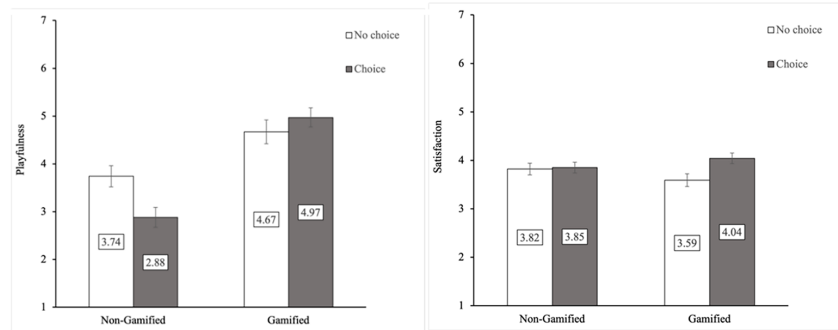 7
6
5
4
3
2
1
Playfulness
No choice
Choice
3.74
2.88
4.67
4.97
Non-Gamified
Gamified
7
6
5
4
3
2
1
Satisfaction
No choice
Choice
3.82
3.85
3.59
4.04
Non-Gamified
Gamified